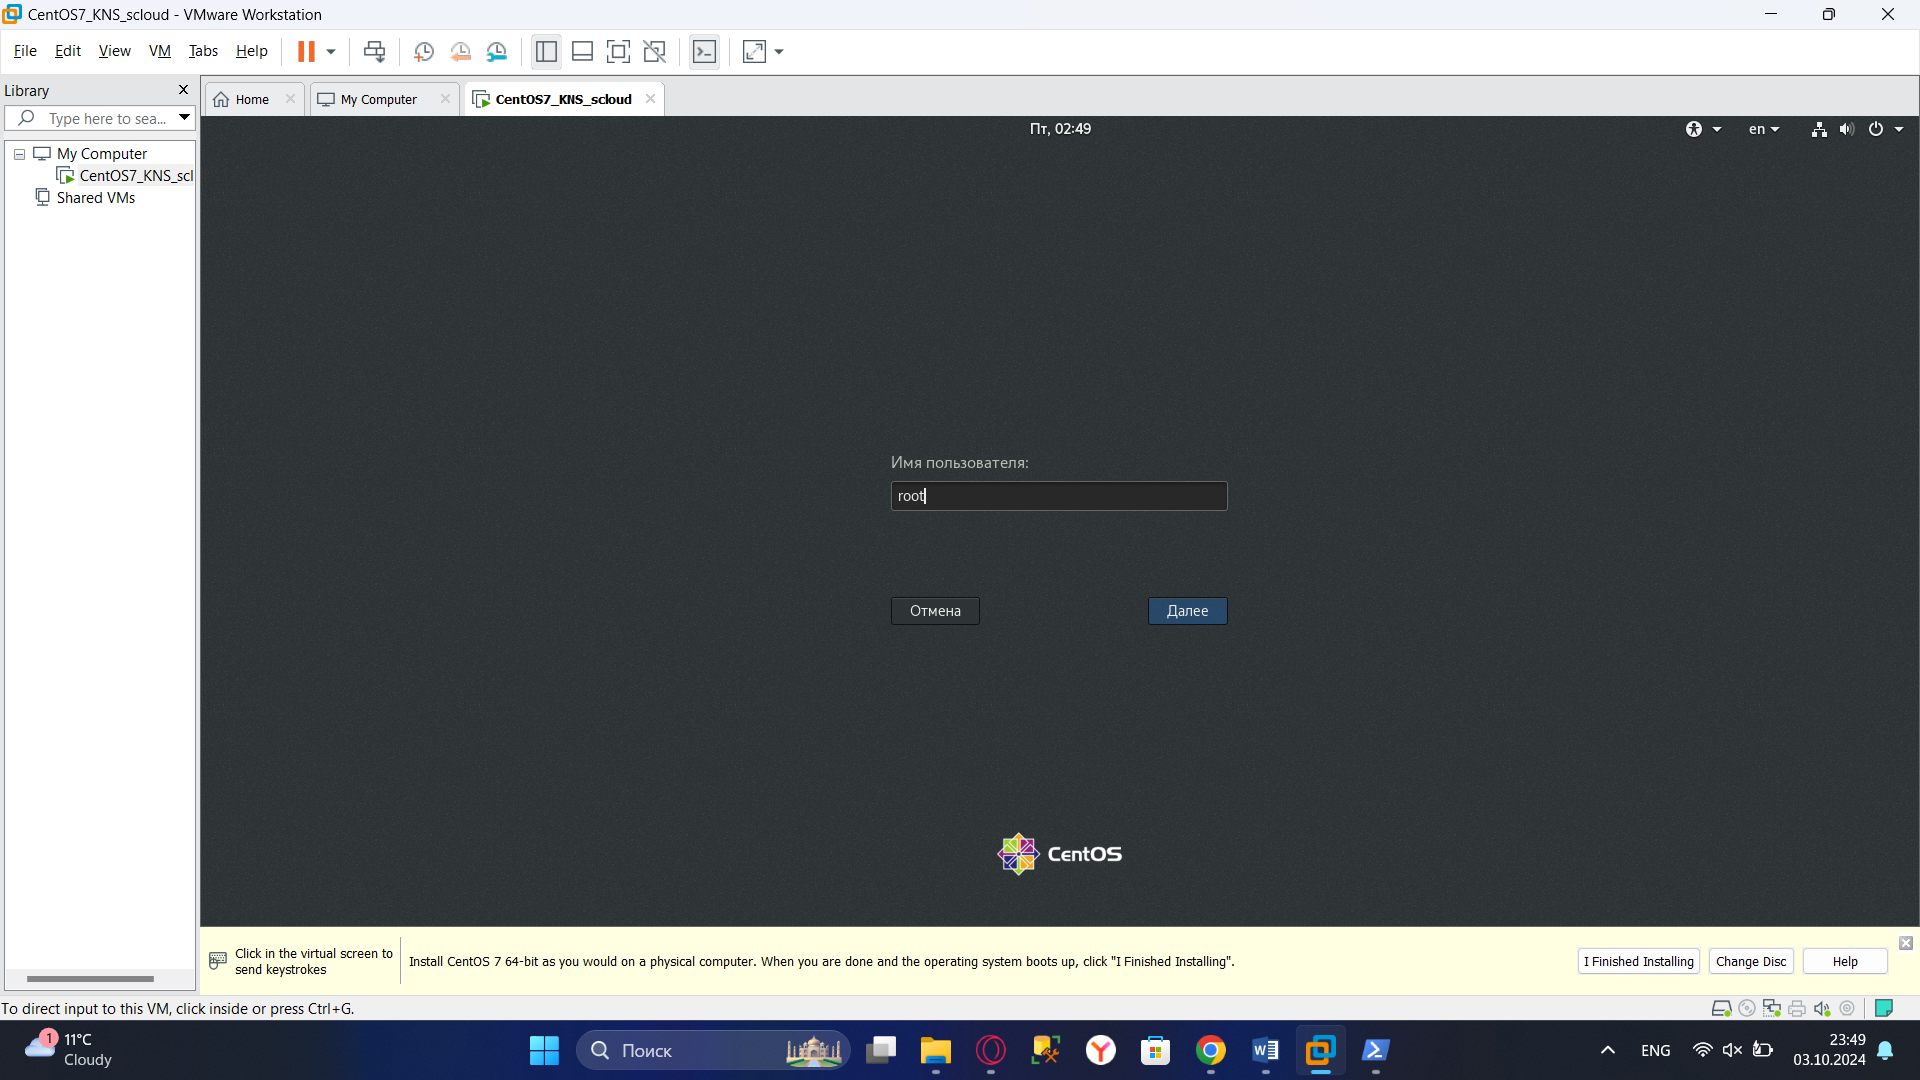 CentOS7_KNS_scloud - VMware Workstation
File Edit View VM Tabs Help
Library
Type here to sea...
My Computer
CentOS7_KNS_scl
Shared VMs
Home
My Computer
CentOS7_KNS_scloud
Пт, 02:49
en
Имя пользователя:
root
Отмена
Далее
CentOS
Click in the virtual screen to
send keystrokes
Install CentOS 7 64-bit as you would on a physical computer. When you are done and the operating system boots up, click "I Finished Installing".
I Finished Installing
Change Disc
Help
To direct input to this VM, click inside or press Ctrl+G.
1
11°C
Cloudy
Поиск
ENG
23:49
03.10.2024